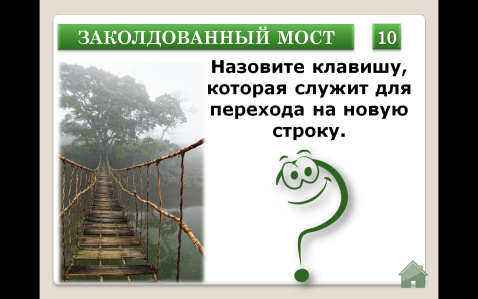 ЗАКОЛДОВАННЫЙ МОСТ
10
Назовите клавишу,
которая служит для
перехода на новую
строку.